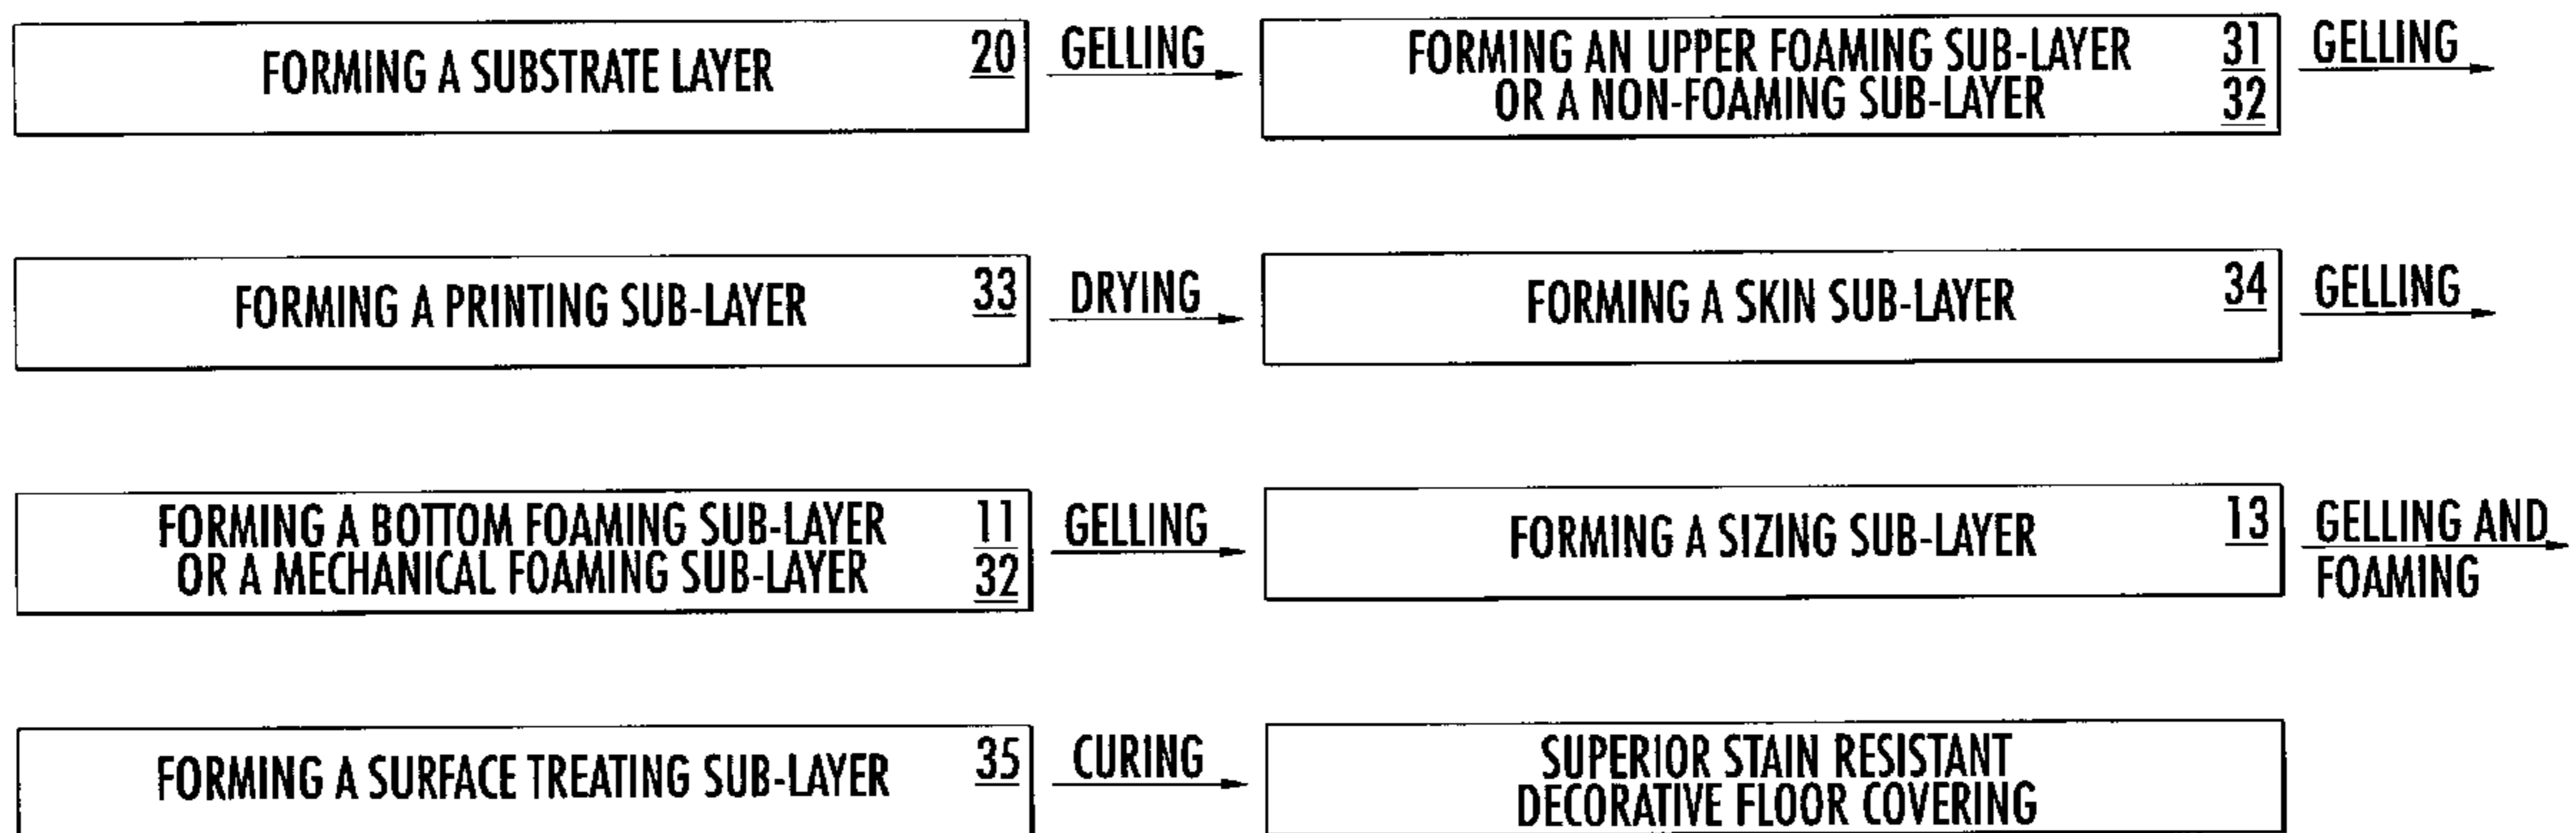 FORMING A SUBSTRATE LAYER 20 GELLING FORMING AN UPPER FOAMING SUB-LAYER 31 GELLING
OR A NON-FOAMING SUB-LAYER 32
FORMING A PRINTING SUB-LAYER 33 DRYING FORMING A SKIN SUB-LAYER 34 GELLING
FORMING A BOTTOM FOAMING SUB-LAYER 11 GELLING FORMING A SIZING SUB-LAYER 13 GELLING AND
OR A MECHANICAL FOAMING SUB-LAYER 32 FOAMING
FORMING A SURFACE TREATING SUB-LAYER 35 CURING SUPERIOR STAIN RESISTANT
DECORATIVE FLOOR COVERING